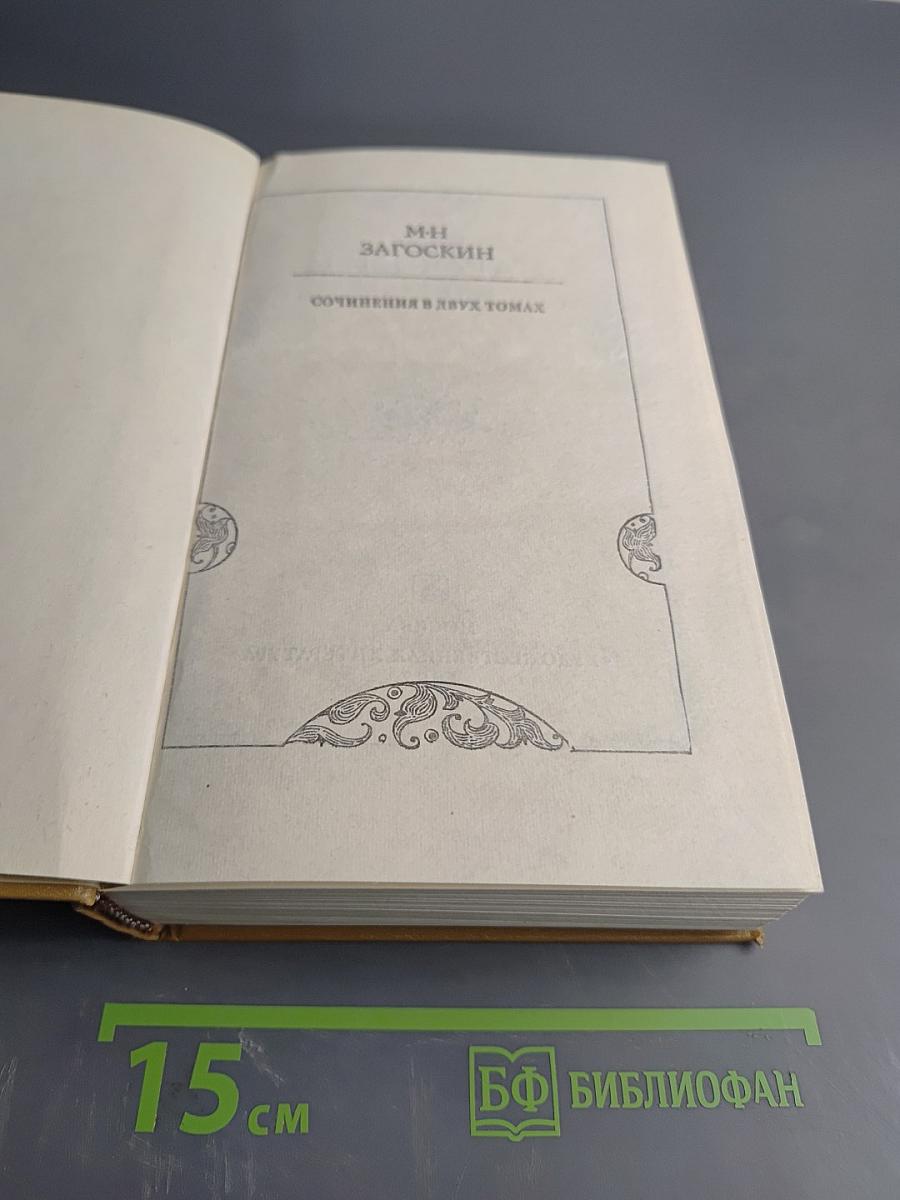 М·Н
ЗАГОСКИН
СОЧИНЕНИЯ В ДВУХ ТОМАХ
15 СМ
БФ БИБЛИОФАН